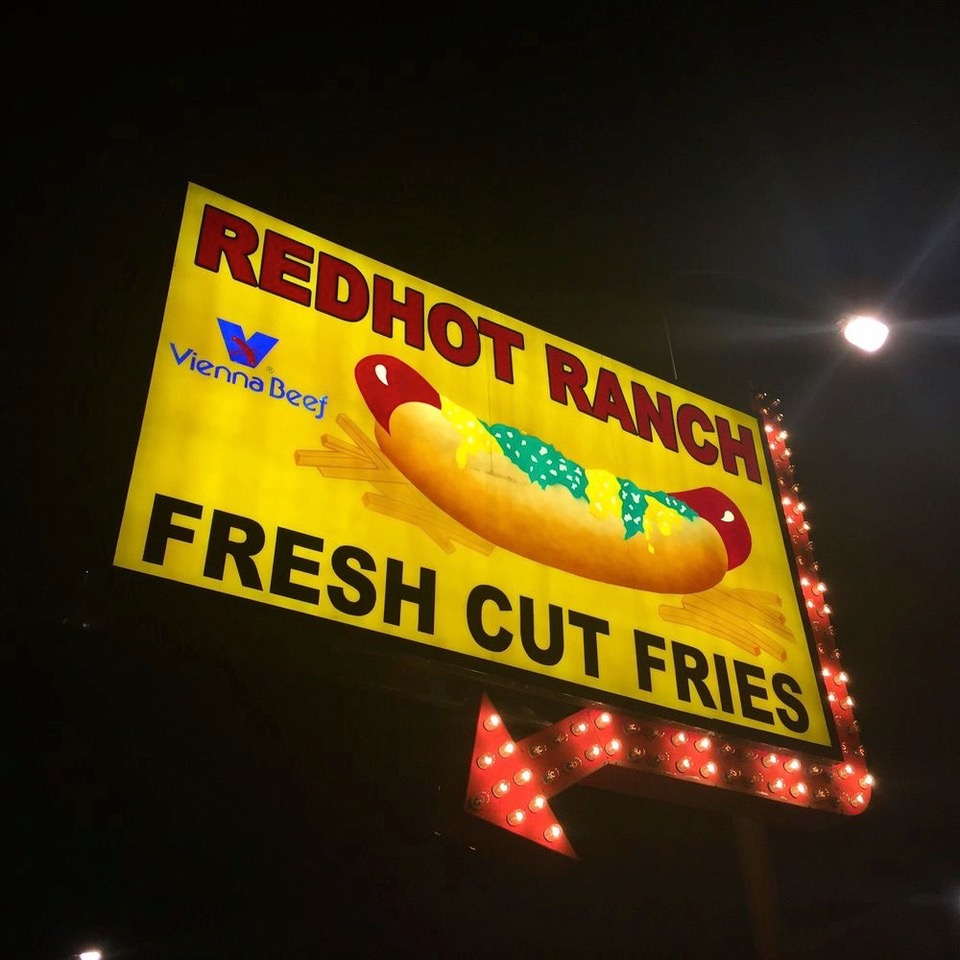 REDHOT RANCH
Vienna Beef
FRESH CUT FRIES